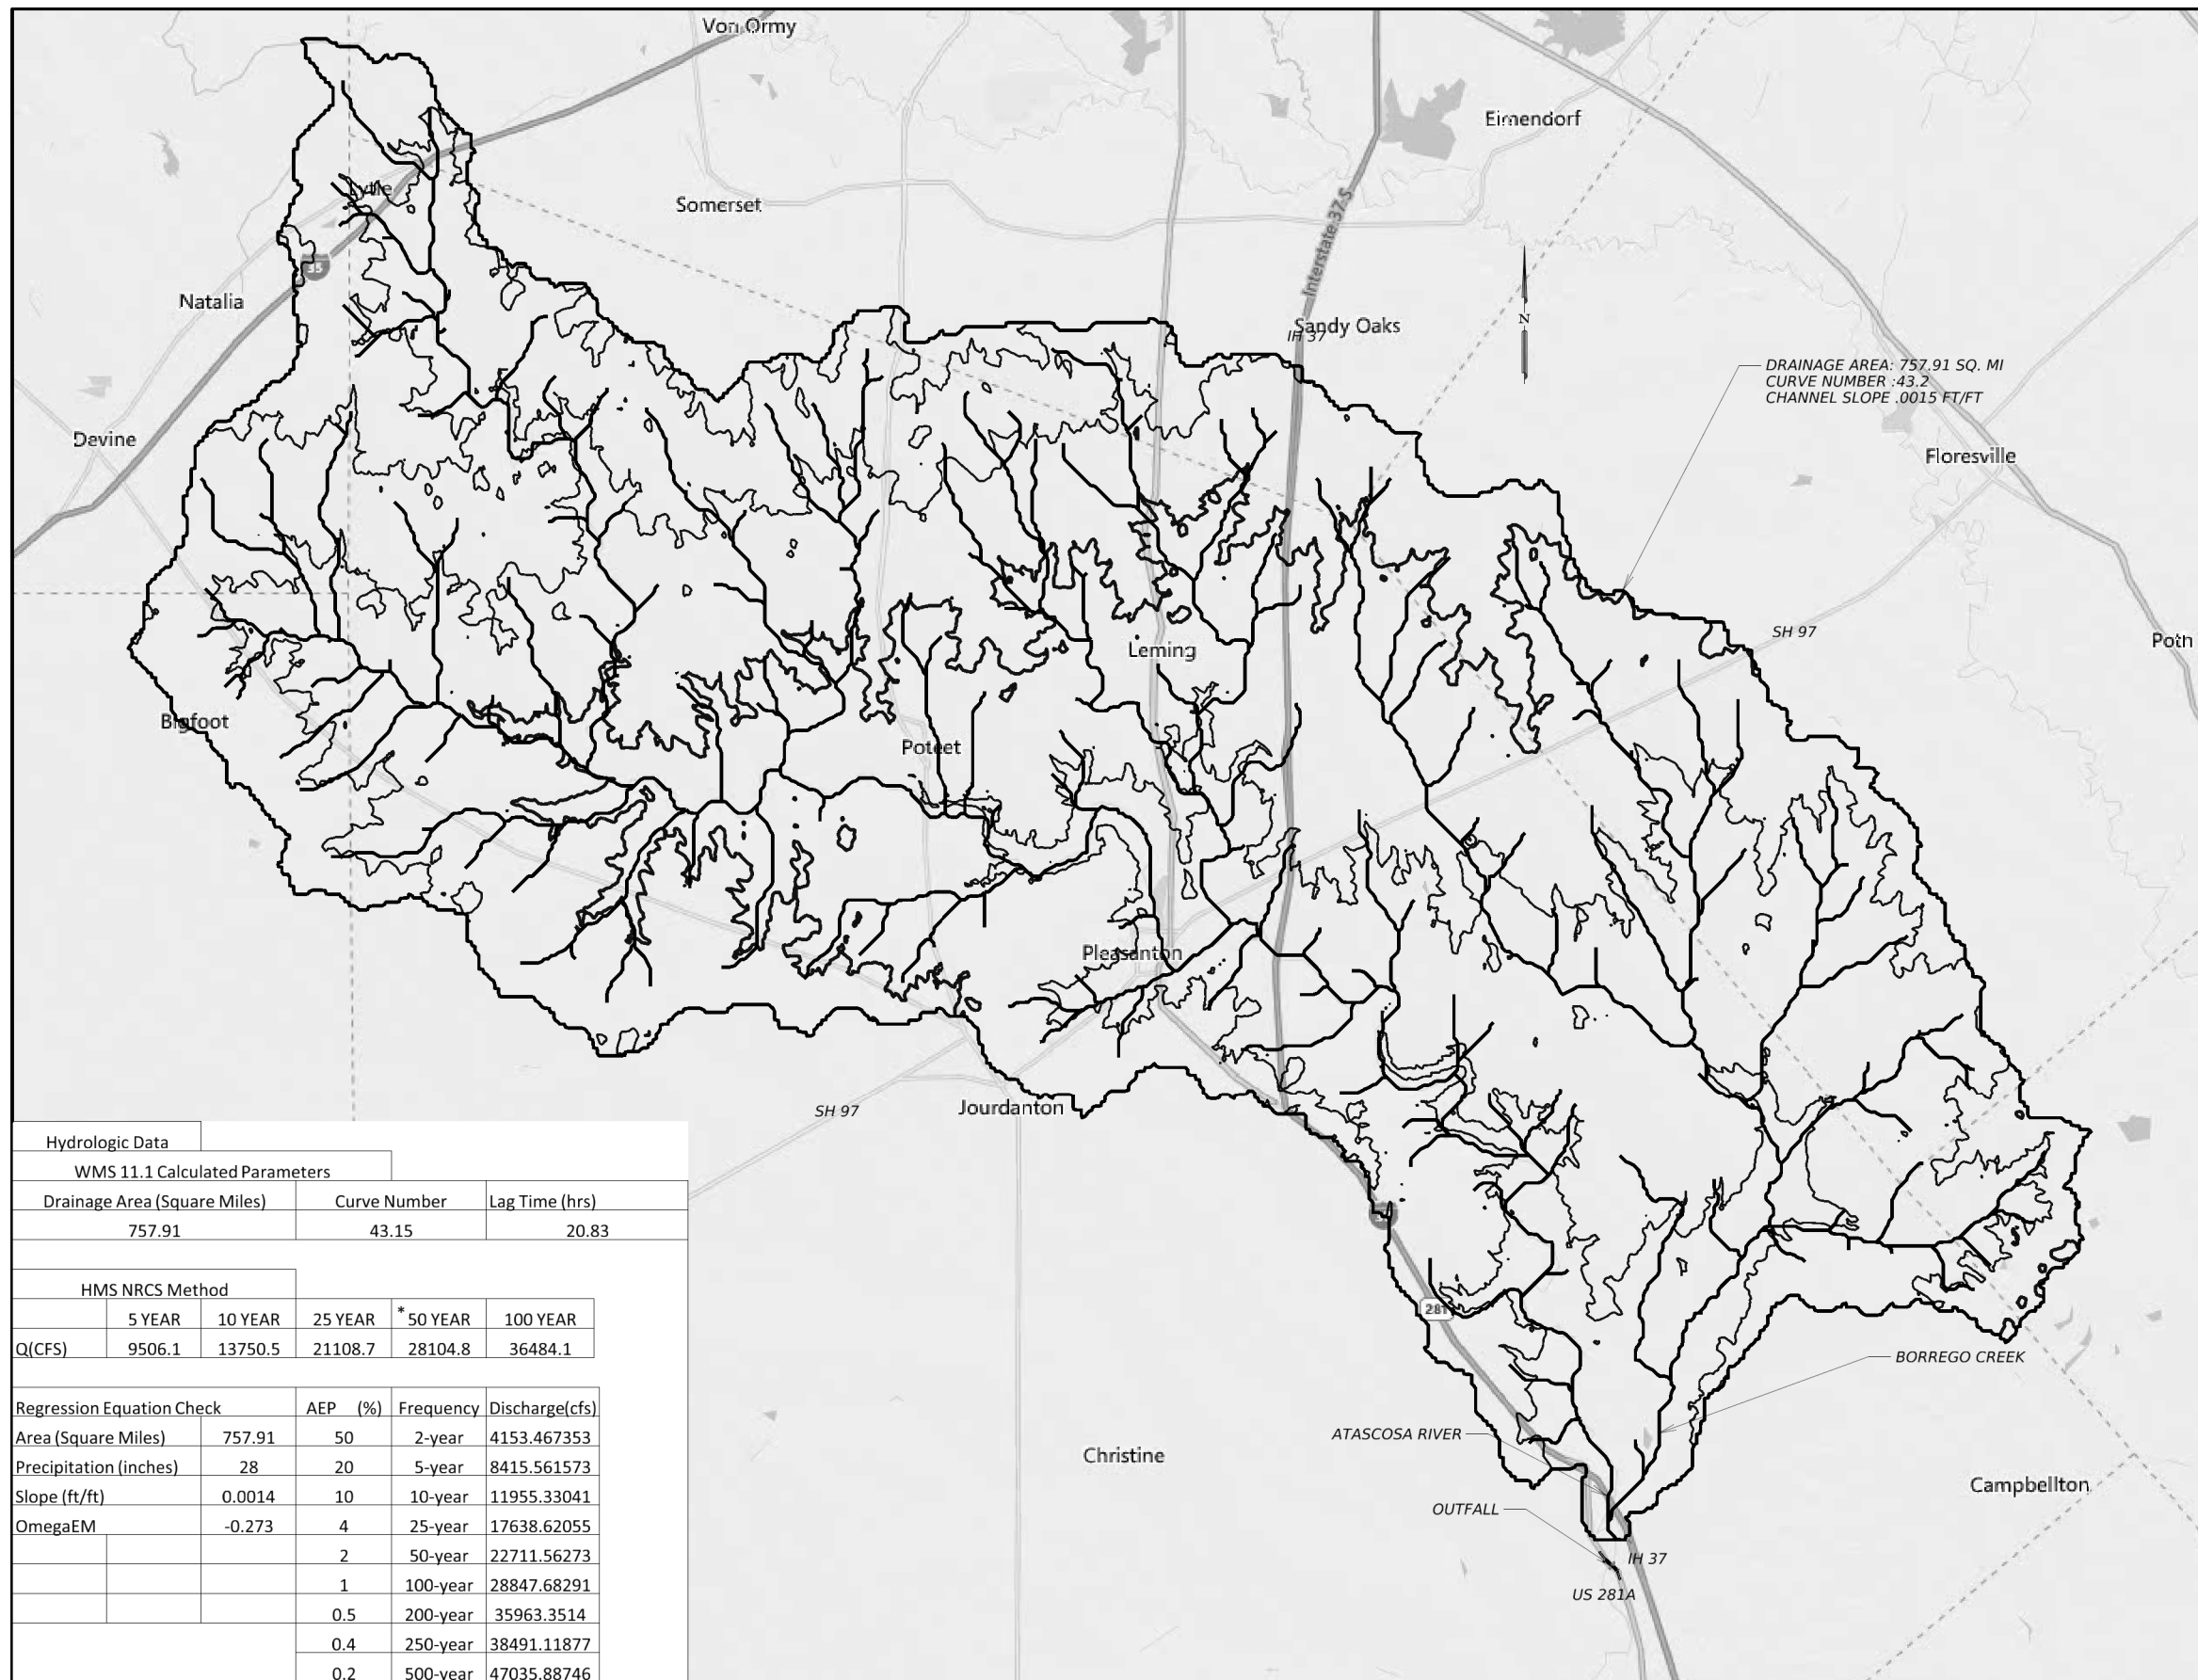 Von Ormy
Elmendorf
Lytle
Somerset
Interstate 37 S
35
Natalia
Sandy Oaks
IH 37
N
DRAINAGE AREA: 757.91 SQ. MI
CURVE NUMBER :43.2
CHANNEL SLOPE .0015 FT/FT
Devine
Floresville
SH 97
Poth
Leming
Bigfoot
Poteet
Pleasanton
SH 97
Jourdanton
281
BORREGO CREEK
ATASCOSA RIVER
Christine
Campbellton
OUTFALL
IH 37
US 281A
Hydrologic Data
WMS 11.1 Calculated Parameters
Drainage Area (Square Miles) Curve Number Lag Time (hrs)
757.91 43.15 20.83
HMS NRCS Method
5 YEAR 10 YEAR 25 YEAR * 50 YEAR 100 YEAR
Q(CFS) 9506.1 13750.5 21108.7 28104.8 36484.1
Regression Equation Check AEP (%) Frequency Discharge(cfs)
Area (Square Miles) 757.91 50 2-year 4153.467353
Precipitation (inches) 28 20 5-year 8415.561573
Slope (ft/ft) 0.0014 10 10-year 11955.33041
OmegaEM -0.273 4 25-year 17638.62055
2 50-year 22711.56273
1 100-year 28847.68291
0.5 200-year 35963.3514
0.4 250-year 38491.11877
0.2 500-year 47035.88746